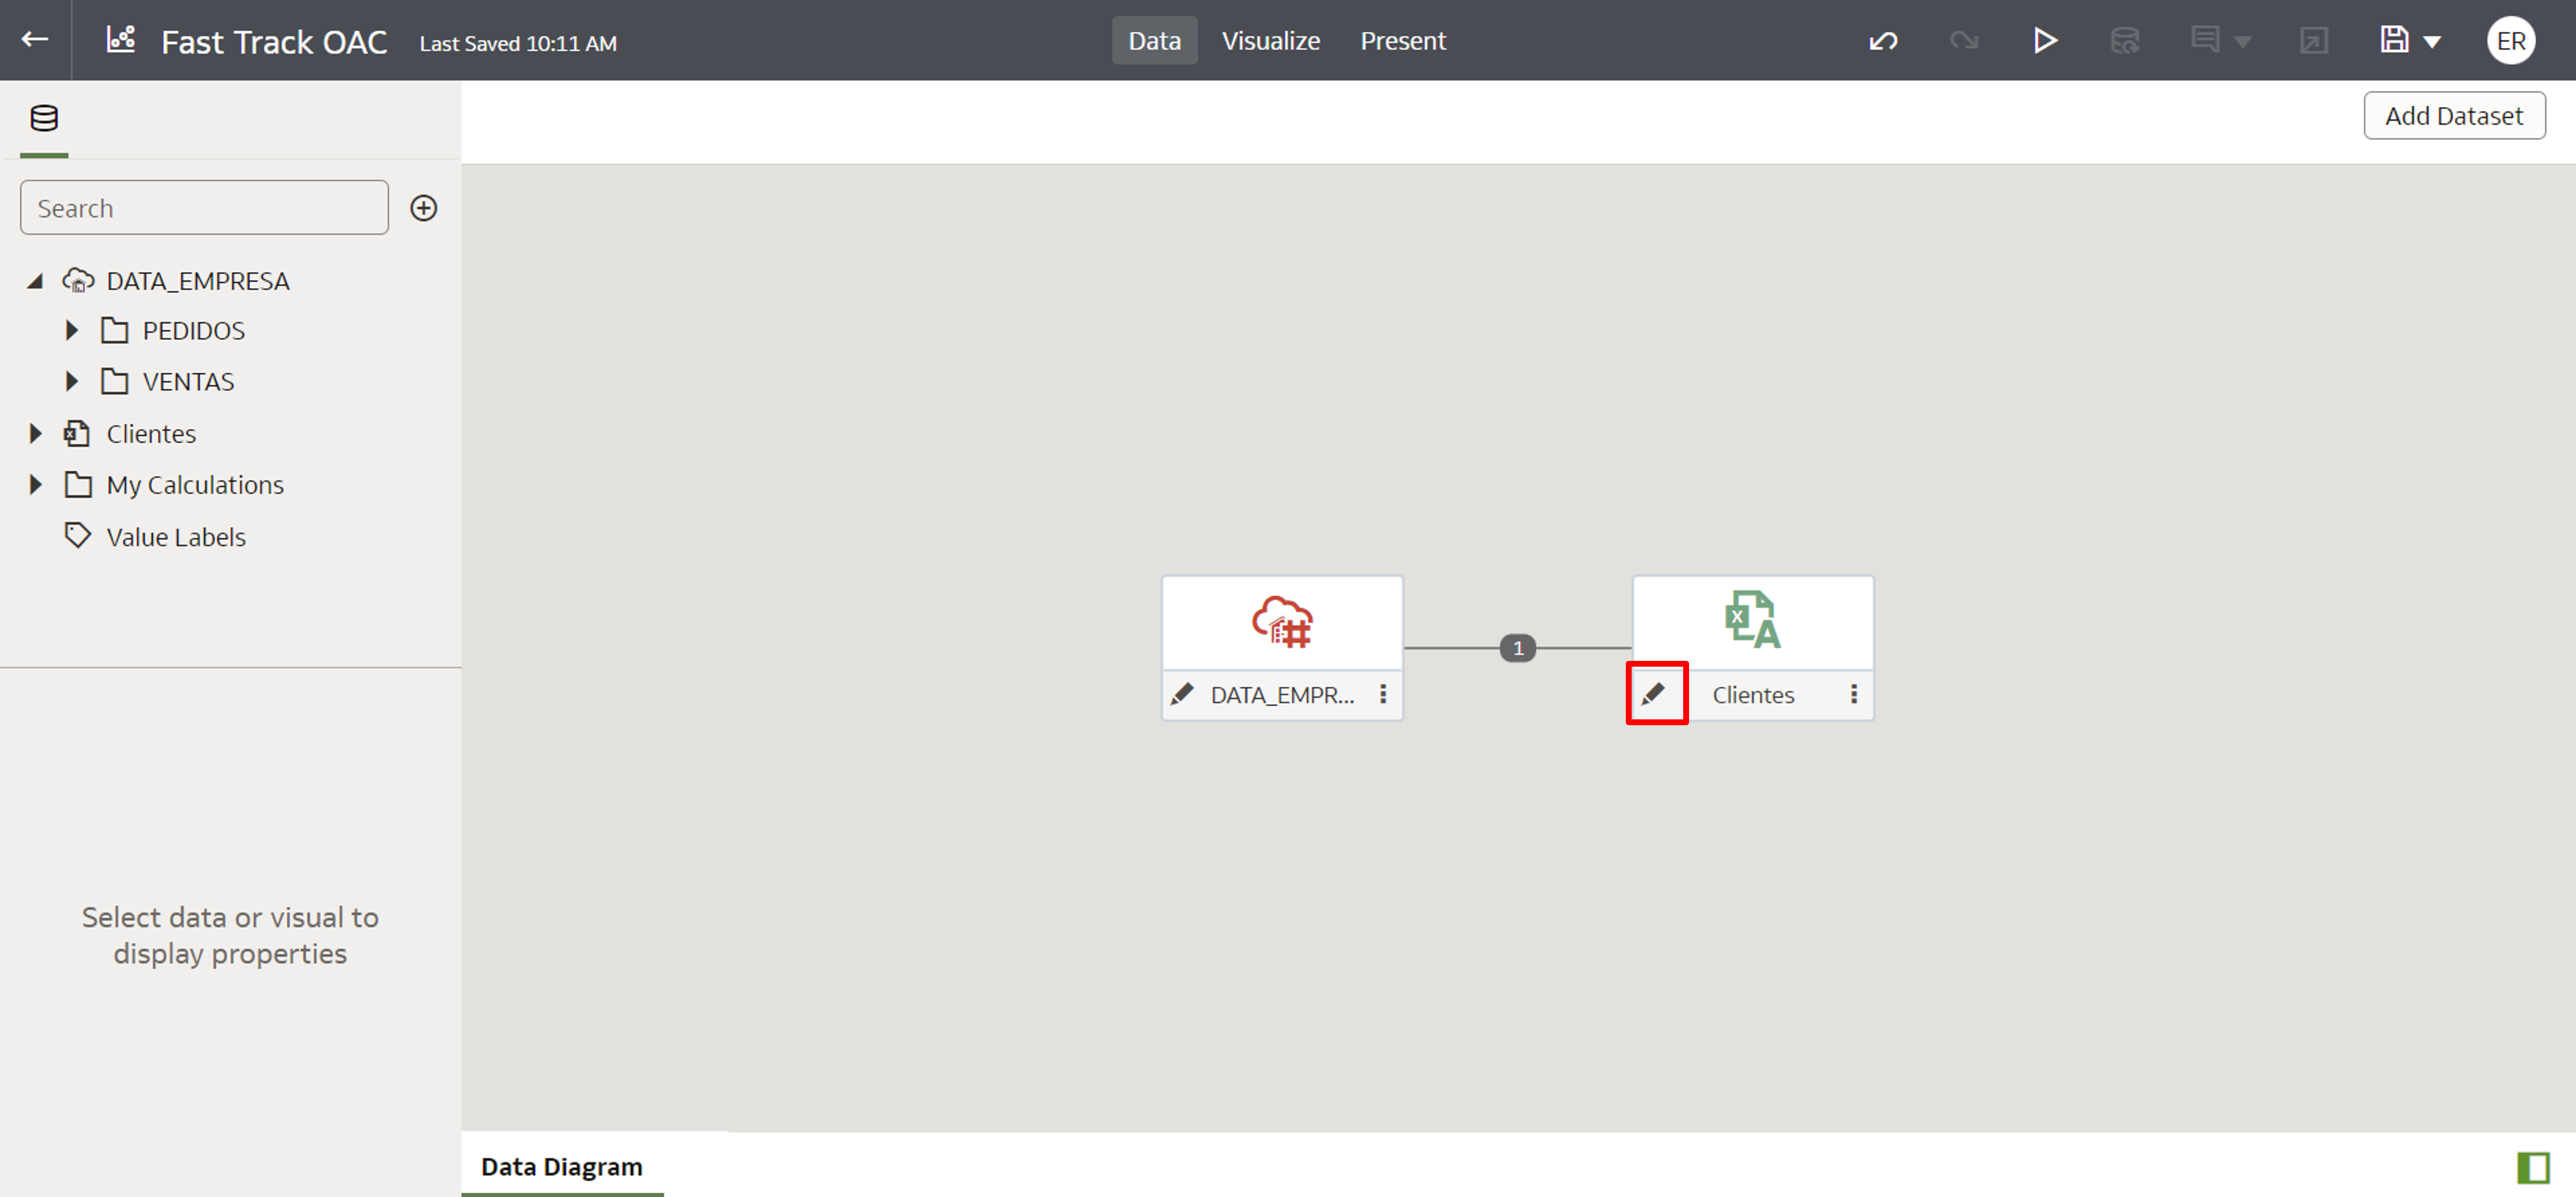 Fast Track OAC Last Saved 10:11 AM Data Visualize Present ER
Add Dataset
Search
DATA_EMPRESA
PEDIDOS
VENTAS
Clientes
My Calculations
Value Labels
X A
1
DATA_EMPR... Clientes
Select data or visual to
display properties
Data Diagram